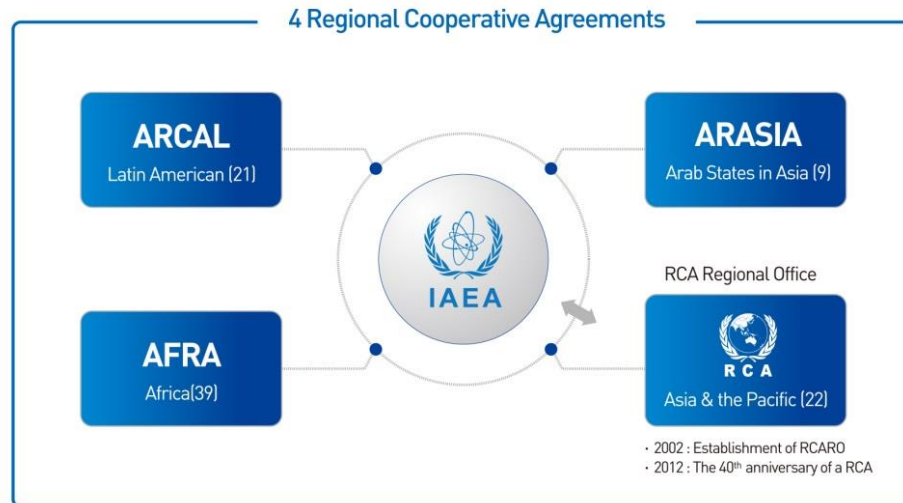 4 Regional Cooperative Agreements
ARCAL
Latin American (21)
ARASIA
Arab States in Asia (9)
IAEA
RCA Regional Office
AFRA
Africa(39)
RCA
Asia & the Pacific (22)
· 2002 : Establishment of RCARO
· 2012 : The 40th anniversary of a RCA